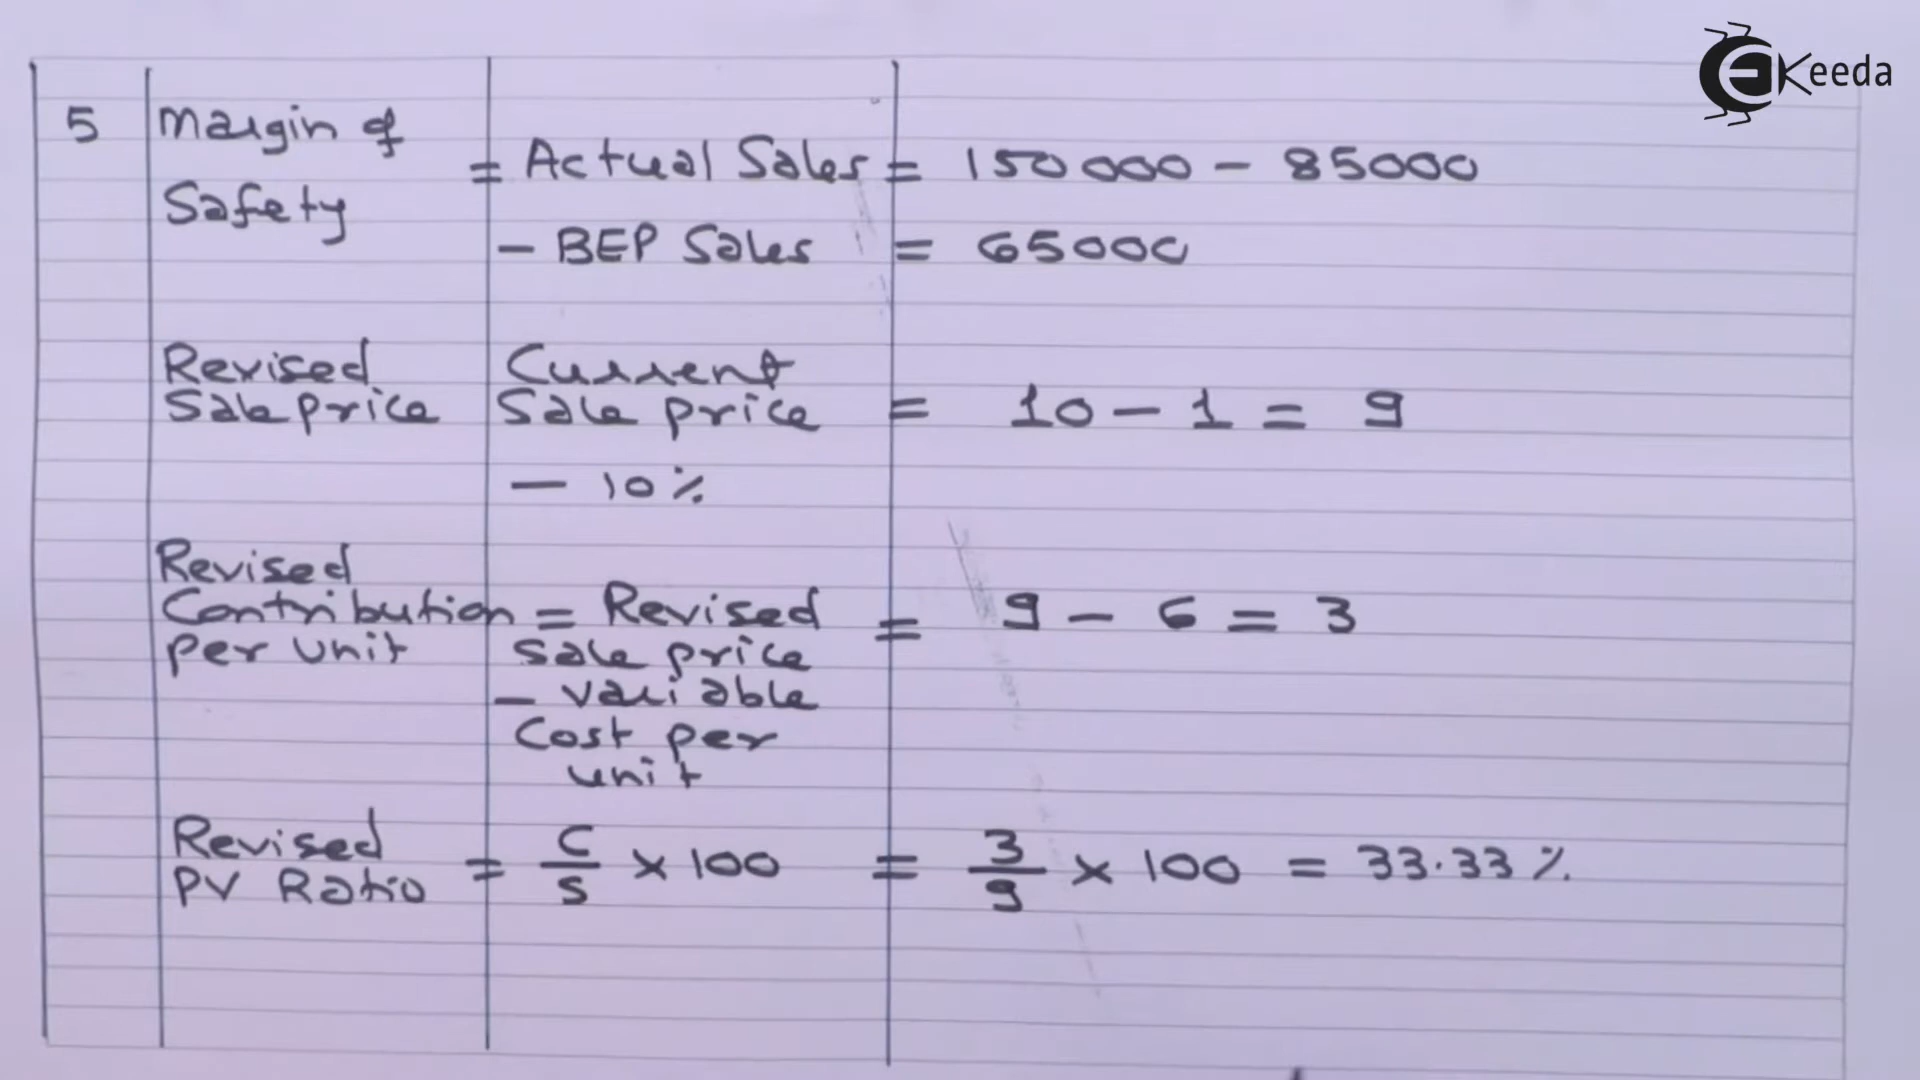 Keeda
5 Margin of Safety = Actual Sales = 150000 - 85000
- BEP Sales = 65000
Revised Sale price Current Sale price = 10 - 1 = 9
- 10%
Revised Contribution per unit = Revised sale price = 9 - 6 = 3
- variable
Cost per
unit
Revised PV Ratio = C/S × 100 = 3/9 × 100 = 33.33%